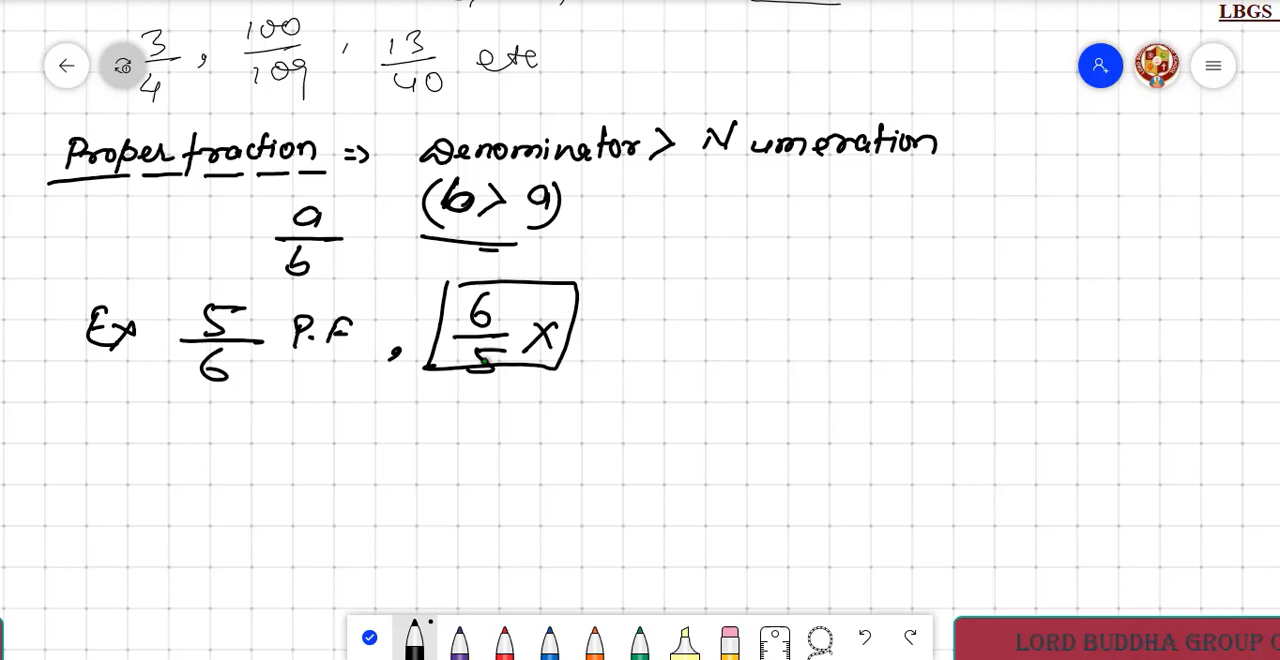 LBGS
3/4 , 100/109 , 13/40 etc
Proper fraction => Denominator > Numeration
a/b (b > a)
Ex 5/6 P.F , 6/5 x
LORD BUDDHA GROUP